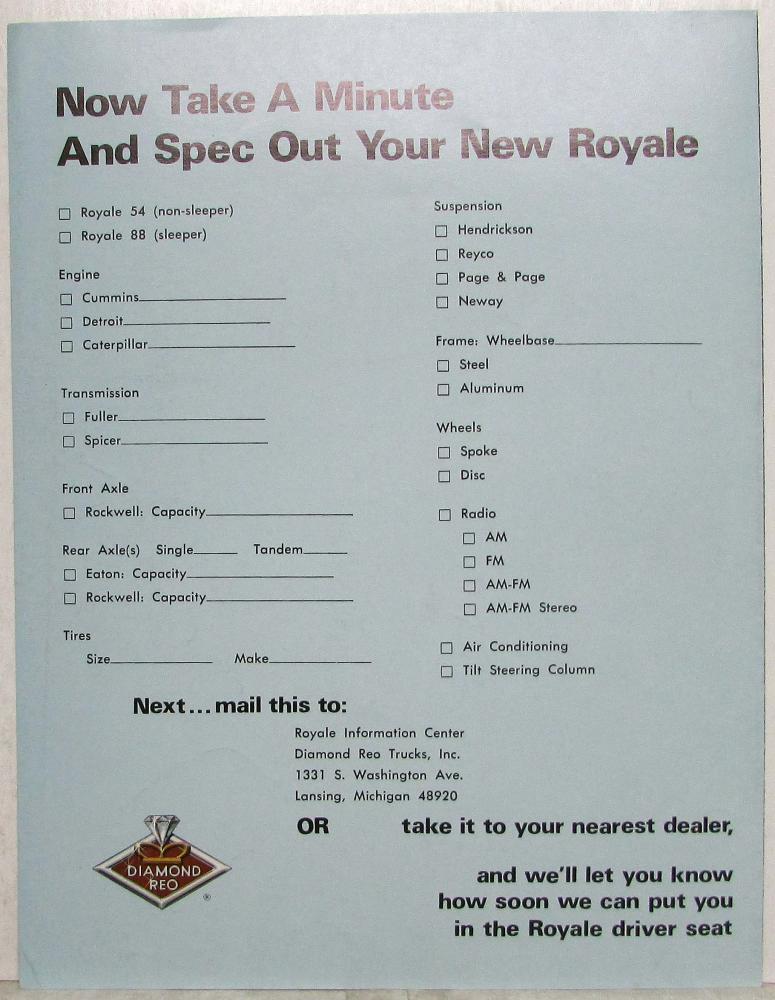 Now Take A Minute
And Spec Out Your New Royale
Royale 54 (non-sleeper)
Royale 88 (sleeper)
Engine
Cummins
Detroit
Caterpillar
Transmission
Fuller
Spicer
Front Axle
Rockwell: Capacity
Rear Axle(s) Single Tandem
Eaton: Capacity
Rockwell: Capacity
Tires
Size Make
Suspension
Hendrickson
Reyco
Page & Page
Neway
Frame: Wheelbase
Steel
Aluminum
Wheels
Spoke
Disc
Radio
AM
FM
AM-FM
AM-FM Stereo
Air Conditioning
Tilt Steering Column
Next...mail this to:
Royale Information Center
Diamond Reo Trucks, Inc.
1331 S. Washington Ave.
Lansing, Michigan 48920
OR take it to your nearest dealer,
and we'll let you know
how soon we can put you
in the Royale driver seat
DIAMOND
REO
®